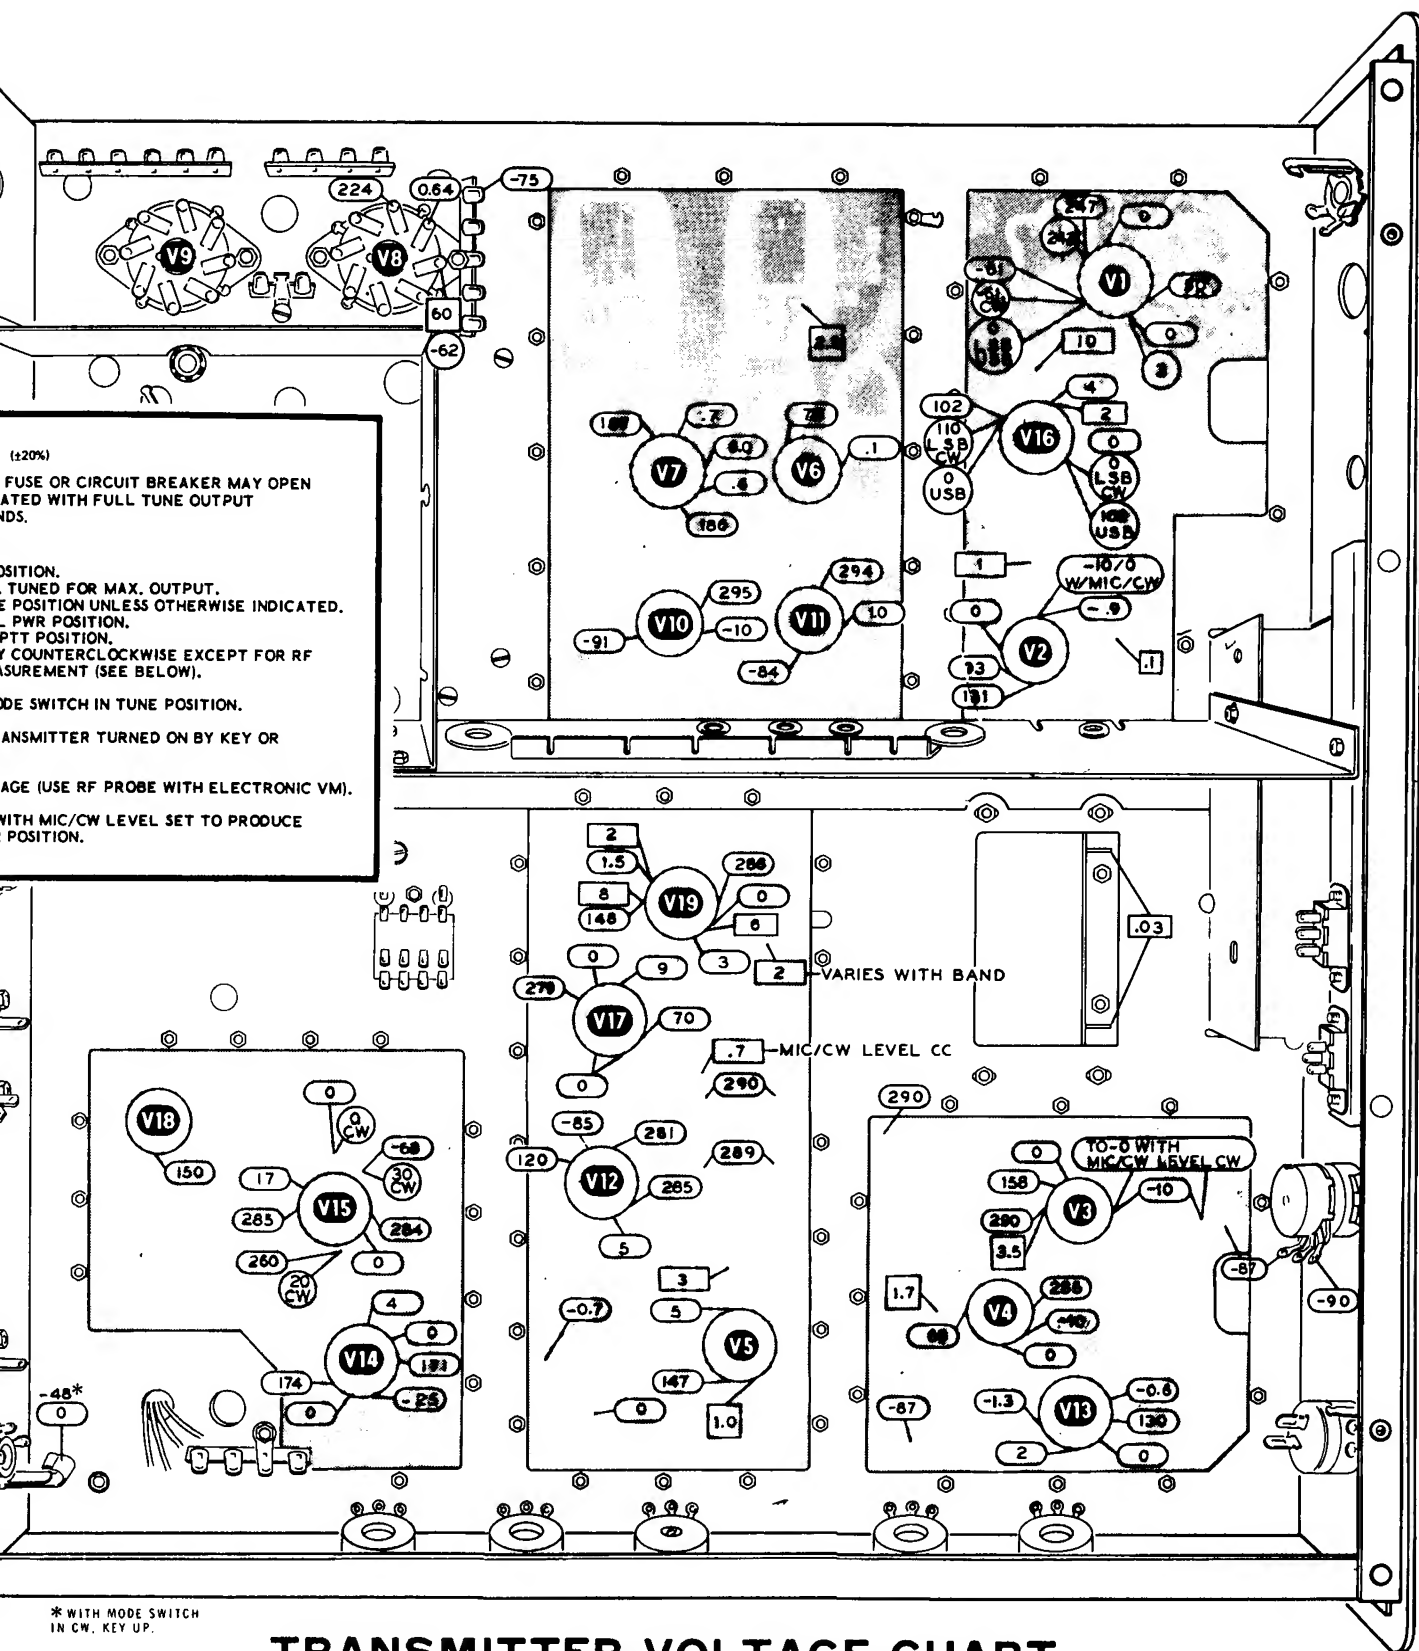 -75
224
0.64
V9
V8
60
-62
247
0
V1
-61
0
10
0
3
4
2
102
110
LSB
CW
0
USB
V16
0
0
LSB
CW
USB
.7
V7
V6
.1
186
1
-10/0
W/MIC/CW
0
-.9
V2
.1
294
295
V10
-10
-91
V11
-84
(±20%)
FUSE OR CIRCUIT BREAKER MAY OPEN
ATED WITH FULL TUNE OUTPUT
NDS.
OSITION.
TUNED FOR MAX. OUTPUT.
E POSITION UNLESS OTHERWISE INDICATED.
L PWR POSITION.
PTT POSITION.
Y COUNTERCLOCKWISE EXCEPT FOR RF
ASUREMENT (SEE BELOW).
ODE SWITCH IN TUNE POSITION.
ANSMITTER TURNED ON BY KEY OR
AGE (USE RF PROBE WITH ELECTRONIC VM).
WITH MIC/CW LEVEL SET TO PRODUCE
POSITION.
2
1.5
8
148
V19
0
6
3
2 VARIES WITH BAND
.03
0
9
V17
70
0
.7 MIC/CW LEVEL CC
290
-85
281
120
V12
285
5
289
3
-0.7
5
V5
147
0
1.0
V18
150
0
CW
17
30
CW
V15
285
284
260
0
20
CW
4
0
V14
174
0
-48*
0
290
0
TO-0 WITH
MIC/CW LEVEL CW
158
V3
-10
3.5
-87
-90
1.7
V4
0
-87
-1.3
V13
-0.6
130
2
0
* WITH MODE SWITCH
IN CW, KEY UP.
TRANSMITTER VOLTAGE CHART